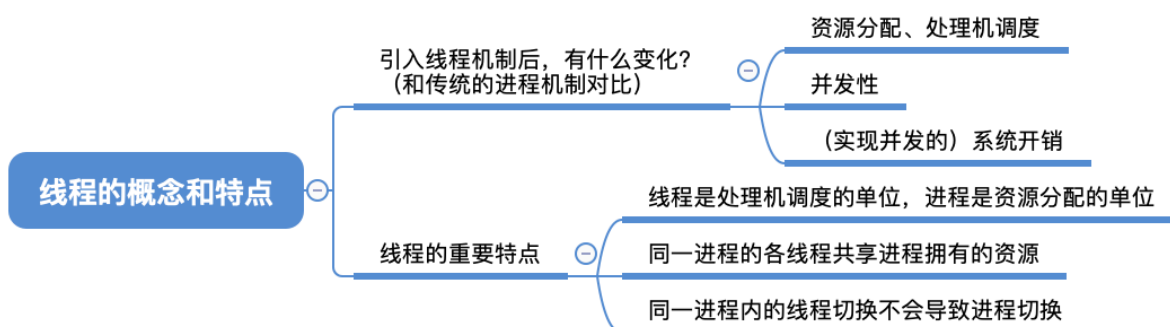 线程的概念和特点
引入线程机制后，有什么变化？
（和传统的进程机制对比）
资源分配、处理机调度
并发性
（实现并发的）系统开销
线程的重要特点
线程是处理机调度的单位，进程是资源分配的单位
同一进程的各线程共享进程拥有的资源
同一进程内的线程切换不会导致进程切换